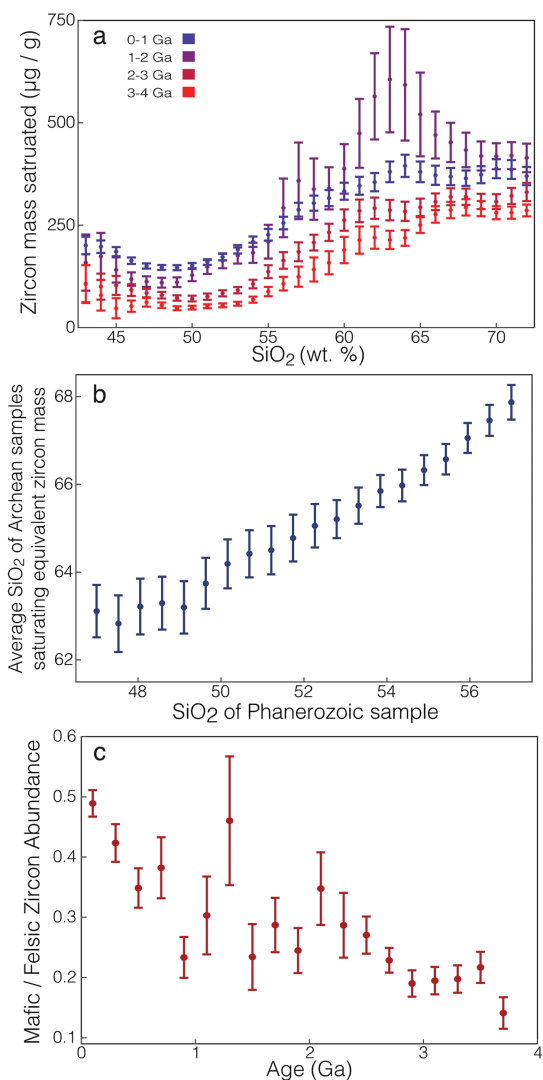 a
0-1 Ga
1-2 Ga
2-3 Ga
3-4 Ga
750
500
250
0
Zircon mass satruated (μg / g)
45 50 55 60 65 70
SiO2 (wt. %)
b
68
66
64
62
Average SiO2 of Archean samples
saturating equivalent zircon mass
48 50 52 54 56
SiO2 of Phanerozoic sample
c
0.6
0.5
0.4
0.3
0.2
0.1
Mafic / Felsic Zircon Abundance
0 1 2 3 4
Age (Ga)